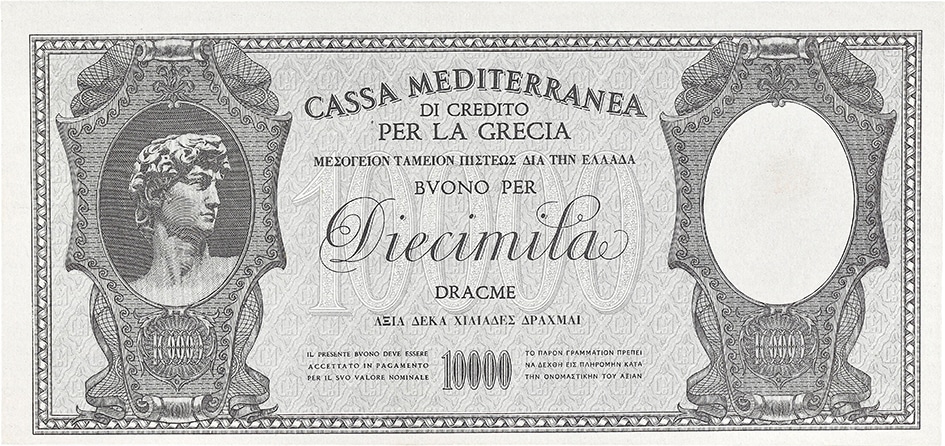 CASSA MEDITERRANEA
DI CREDITO
PER LA GRECIA
ΜΕΣΟΓΕΙΟΝ ΤΑΜΕΙΟΝ ΠΙΣΤΕΩΣ ΔΙΑ ΤΗΝ ΕΛΛΑΔΑ
BVONO PER
10000
Diecimila
DRACME
ΑΞΙΑ ΔΕΚΑ ΧΙΛΙΑΔΕΣ ΔΡΑΧΜΑΙ
IL PRESENTE BVONO DEVE ESSERE
ACCETTATO IN PAGAMENTO
PER IL SVO VALORE NOMINALE
10000
ΤΟ ΠΑΡΟΝ ΓΡΑΜΜΑΤΙΟΝ ΠΡΕΠΕΙ
ΝΑ ΔΕΧΘΗ ΕΙΣ ΠΛΗΡΟΜΗΝ ΚΑΤΑ
ΤΗΝ ΟΝΟΜΑΣΤΙΚΗΝ ΤΟΥ ΑΞΙΑΝ
10000
10000